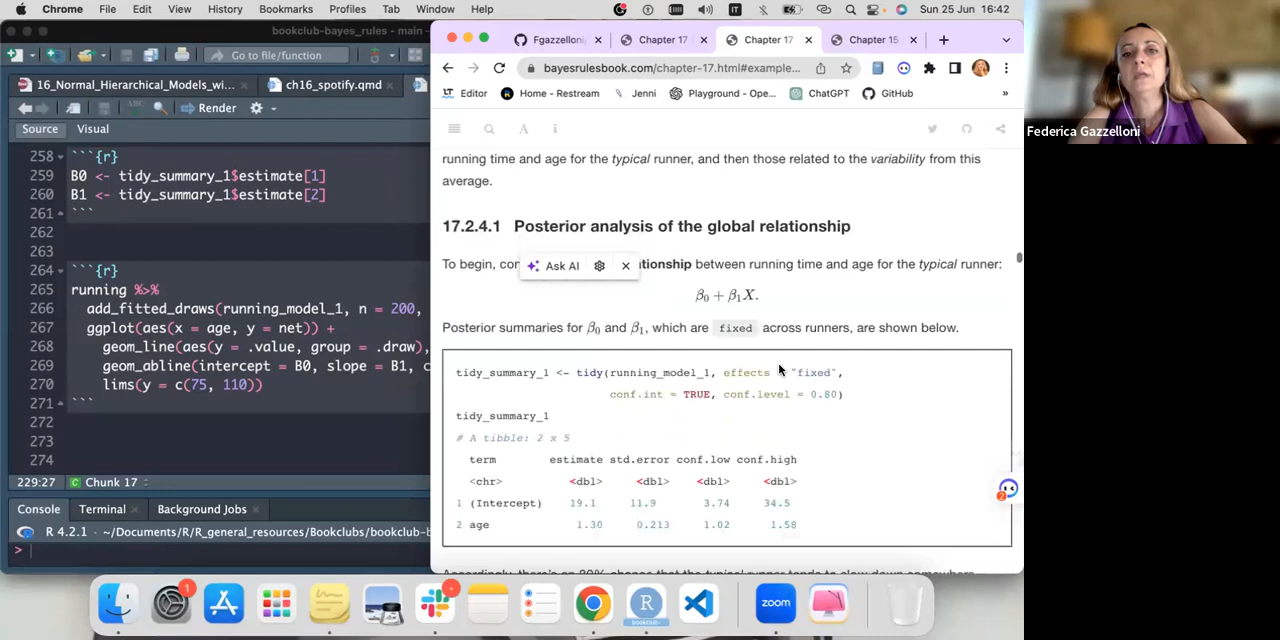 Chrome File Edit View History Bookmarks Profiles Tab Window Help IT Sun 25 Jun 16:42
bookclub-bayes_rules - main -
Go to file/function
16_Normal_Hierarchical_Models_wi... ch16_spotify.qmd
Render
Source Visual
258 ```{r}
259 B0 <- tidy_summary_1$estimate[1]
260 B1 <- tidy_summary_1$estimate[2]
261 ```
262
263
264 ```{r}
265 running %>%
266 add_fitted_draws(running_model_1, n = 200,
267 ggplot(aes(x = age, y = net)) +
268 geom_line(aes(y = .value, group = .draw),
269 geom_abline(intercept = B0, slope = B1, c
270 lims(y = c(75, 110))
271 ```
272
273
274
229:27 Chunk 17
Console Terminal Background Jobs
R 4.2.1 · ~/Documents/R/R_general_resources/Bookclubs/bookclub-b
>
Fgazzelloni Chapter 17 Chapter 17 Chapter 15
bayesrulesbook.com/chapter-17.html#example...
Editor Home - Restream Jenni Playground - Ope... ChatGPT GitHub »
running time and age for the typical runner, and then those related to the variability from this
average.
17.2.4.1 Posterior analysis of the global relationship
Ask AI
To begin, con tionship between running time and age for the typical runner:
β0 + β1X.
Posterior summaries for β0 and β1, which are fixed across runners, are shown below.
tidy_summary_1 <- tidy(running_model_1, effects "fixed",
conf.int = TRUE, conf.level = 0.80)
tidy_summary_1
# A tibble: 2 x 5
term estimate std.error conf.low conf.high
<chr> <dbl> <dbl> <dbl> <dbl>
1 (Intercept) 19.1 11.9 3.74 34.5
2 age 1.30 0.213 1.02 1.58
2
1
R
bookclub-
zoom
Federica Gazzelloni